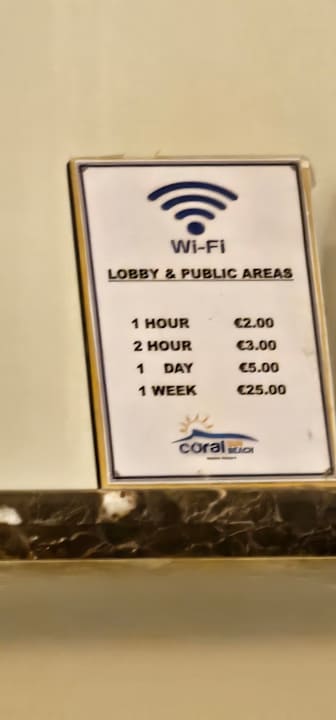 Wi-Fi
LOBBY & PUBLIC AREAS
1 HOUR €2.00
2 HOUR €3.00
1 DAY €5.00
1 WEEK €25.00
coral SUN
BEACH